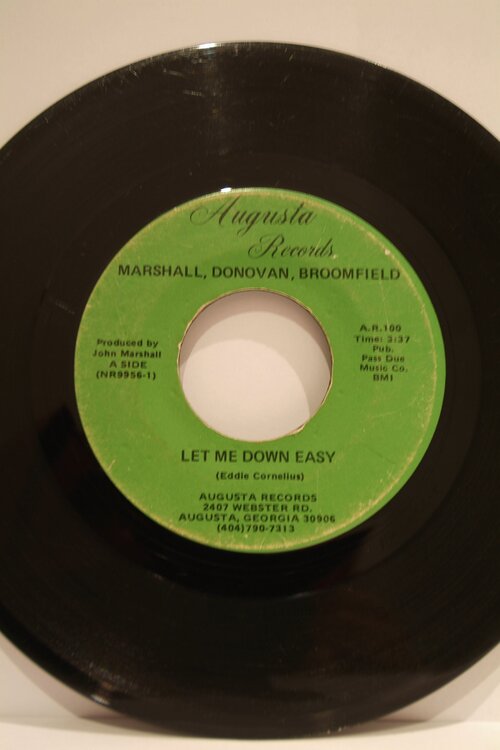 Augusta
Records
MARSHALL, DONOVAN, BROOMFIELD
Produced by
John Marshall
A SIDE
(NR9956-1)
A.R.100
Time: 3:37
Pub.
Pass Due
Music Co.
BMI
LET ME DOWN EASY
(Eddie Cornelius)
AUGUSTA RECORDS
2407 WEBSTER RD.
AUGUSTA, GEORGIA 30906
(404)790-7313